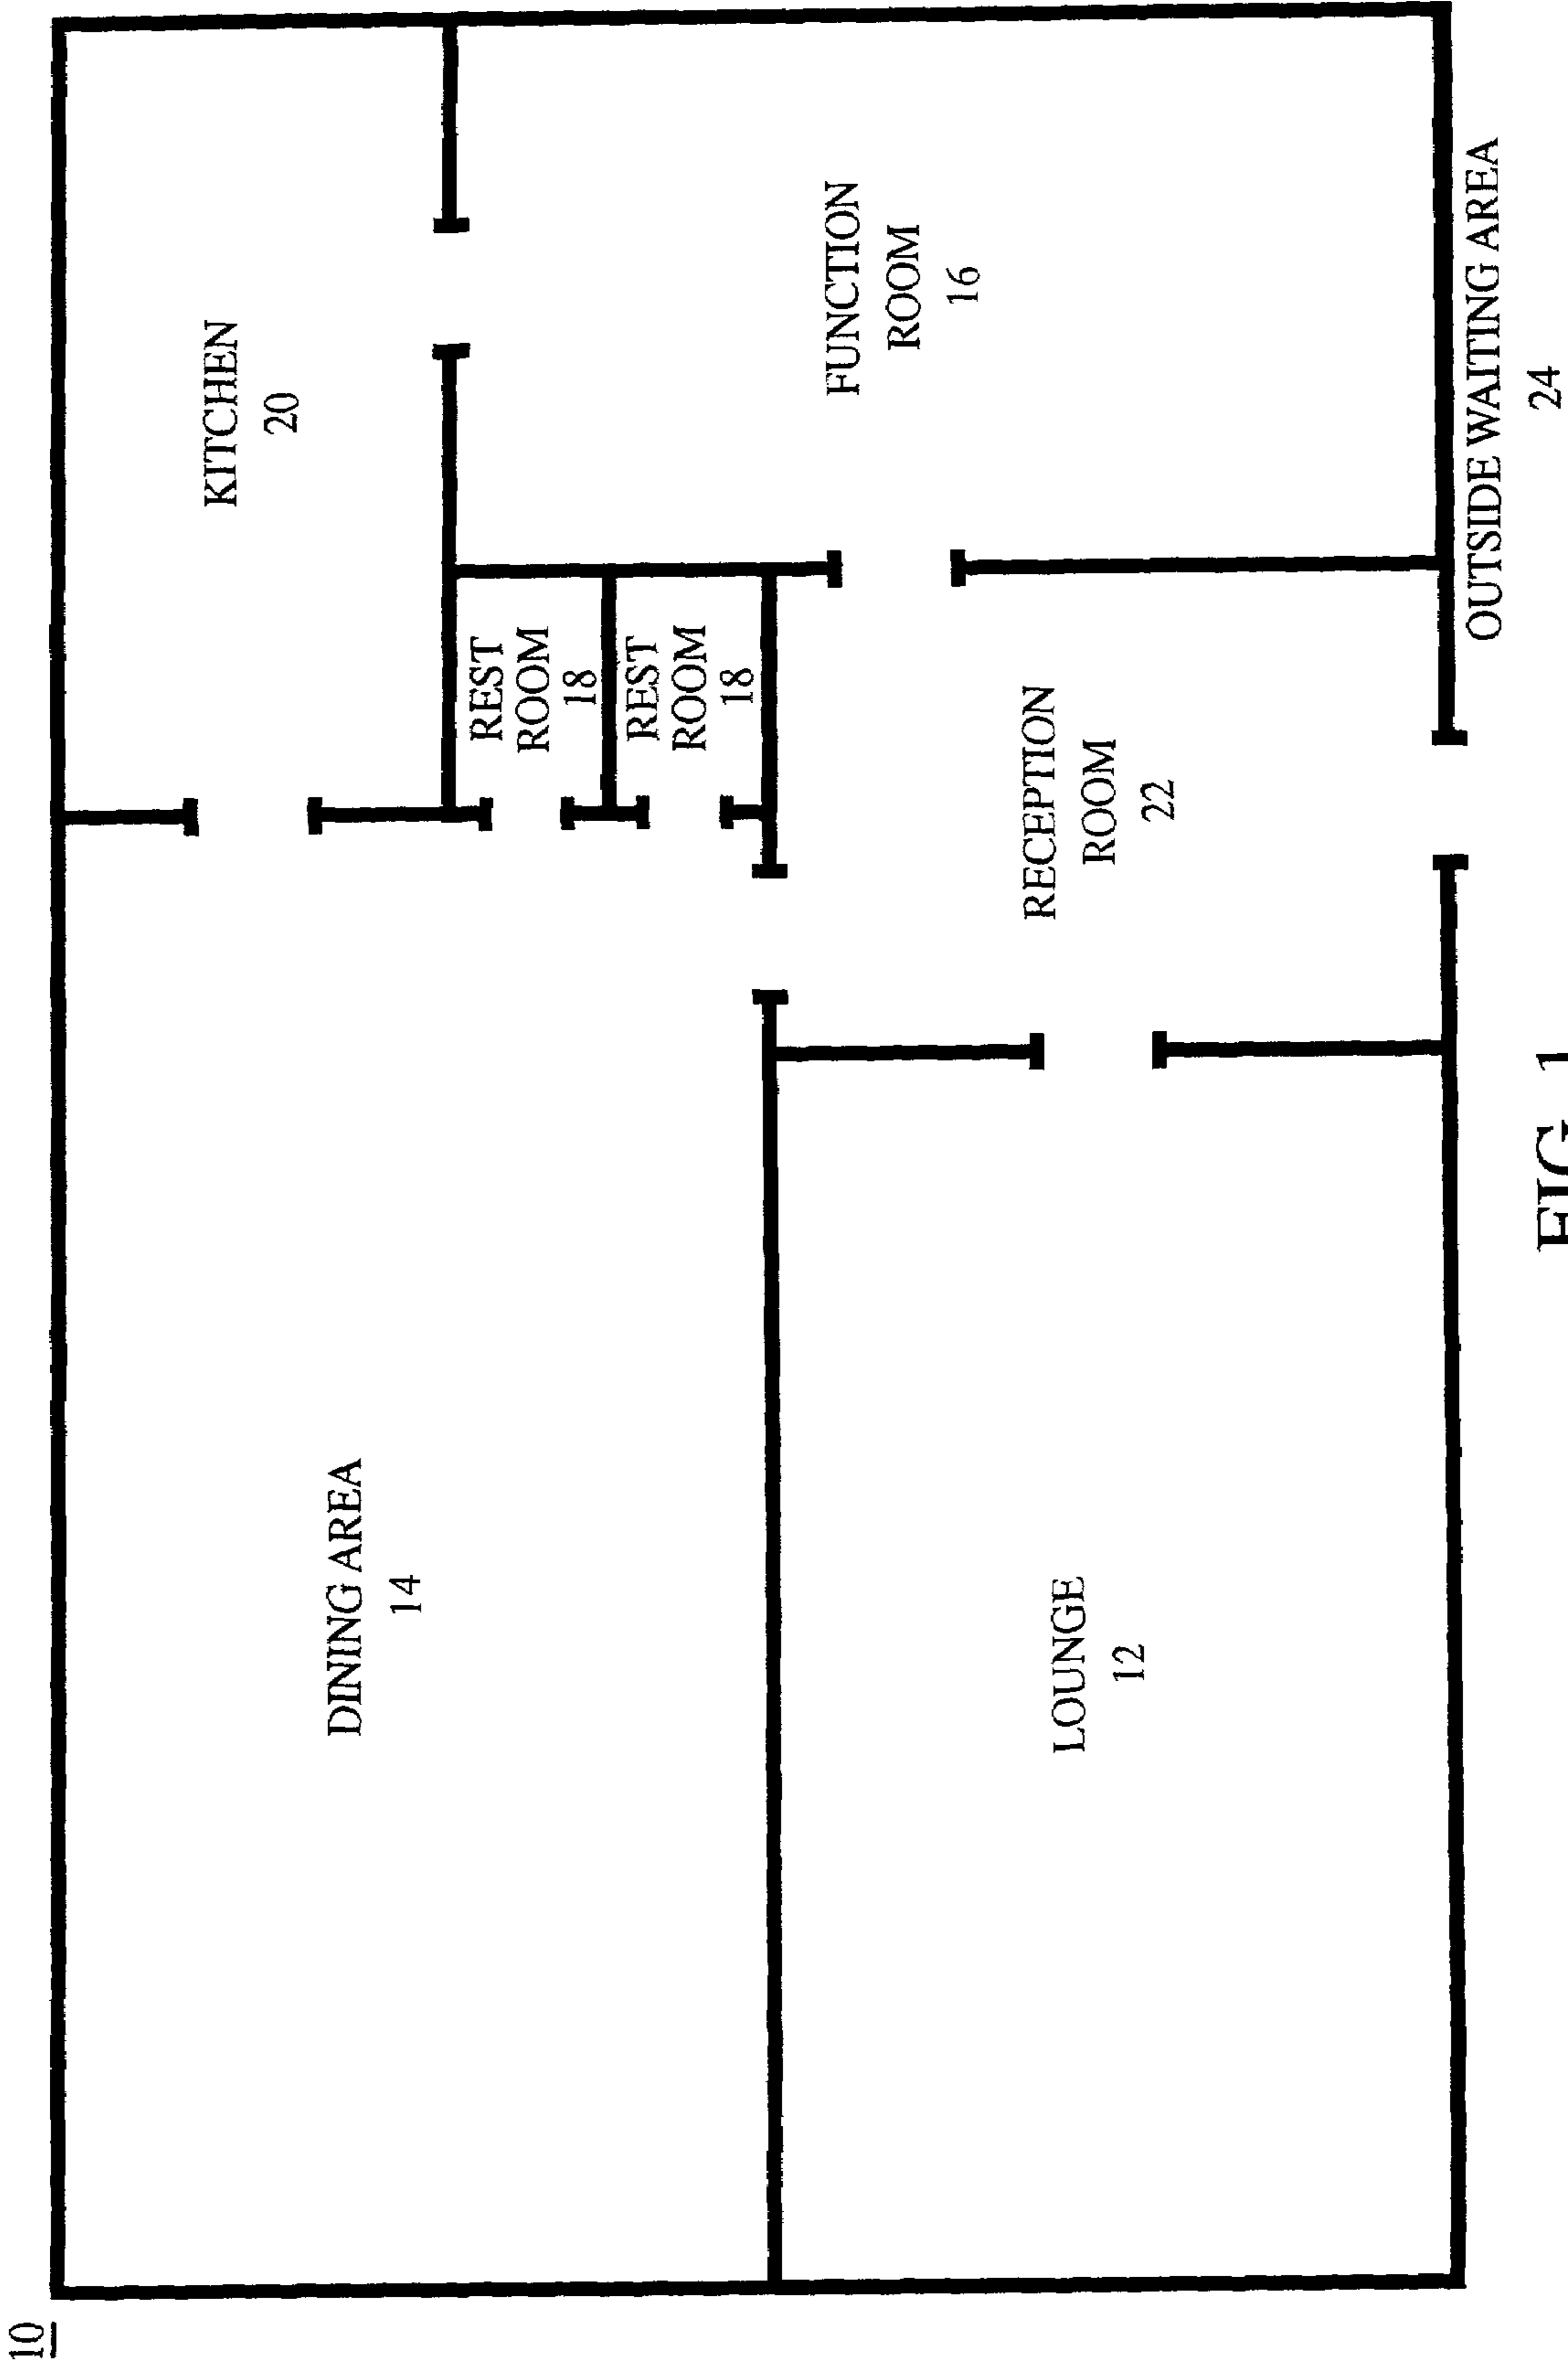 10
DINING AREA
14
KITCHEN
20
REST
ROOM
18
REST
ROOM
18
FUNCTION
ROOM
16
LOUNGE
12
RECEPTION
ROOM
22
OUTSIDE WAITING AREA
24
FIG. 1